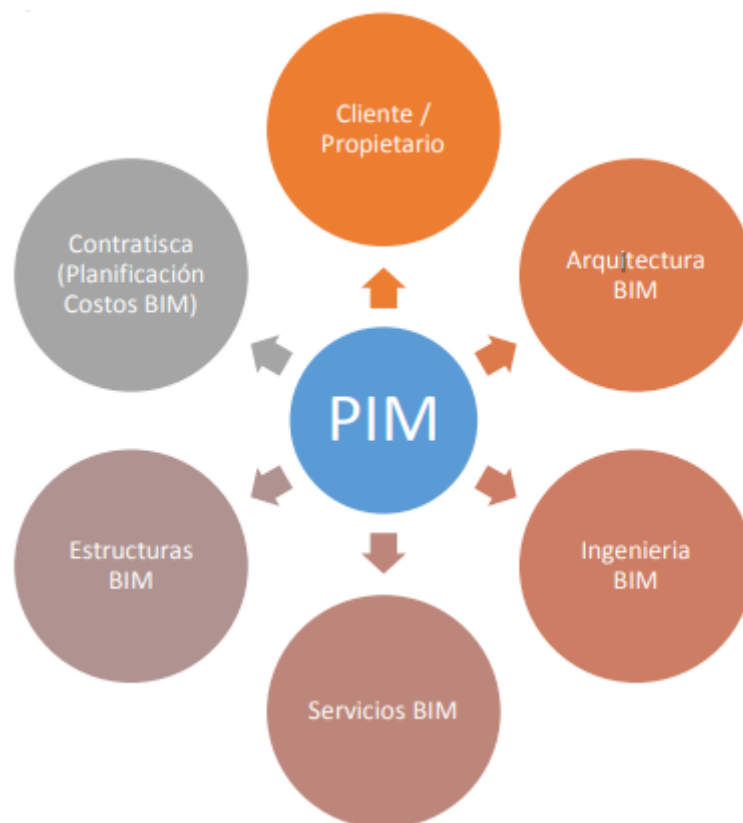 Cliente /
Propietario
Arquitectura
BIM
Ingenieria
BIM
Servicios BIM
Estructuras
BIM
Contratisca
(Planificación
Costos BIM)
PIM